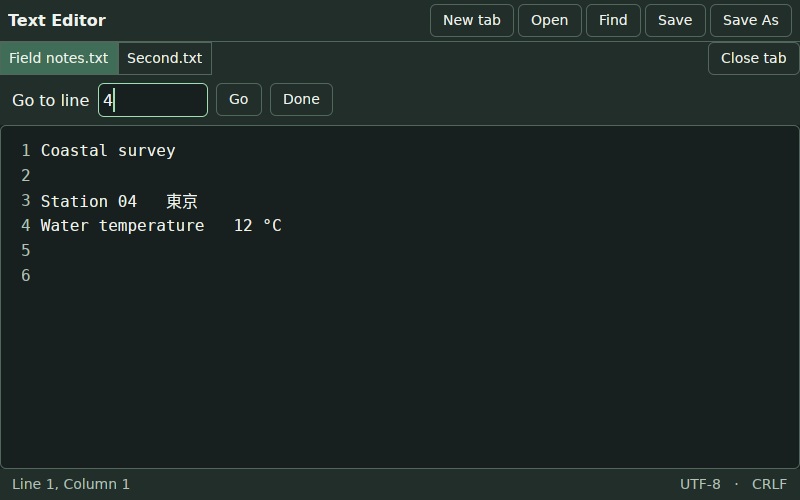 Text Editor New tab Open Find Save Save As
Field notes.txt Second.txt Close tab
Go to line 4 Go Done
1 Coastal survey
2
3 Station 04   東京
4 Water temperature   12 °C
5
6
Line 1, Column 1 UTF-8 · CRLF